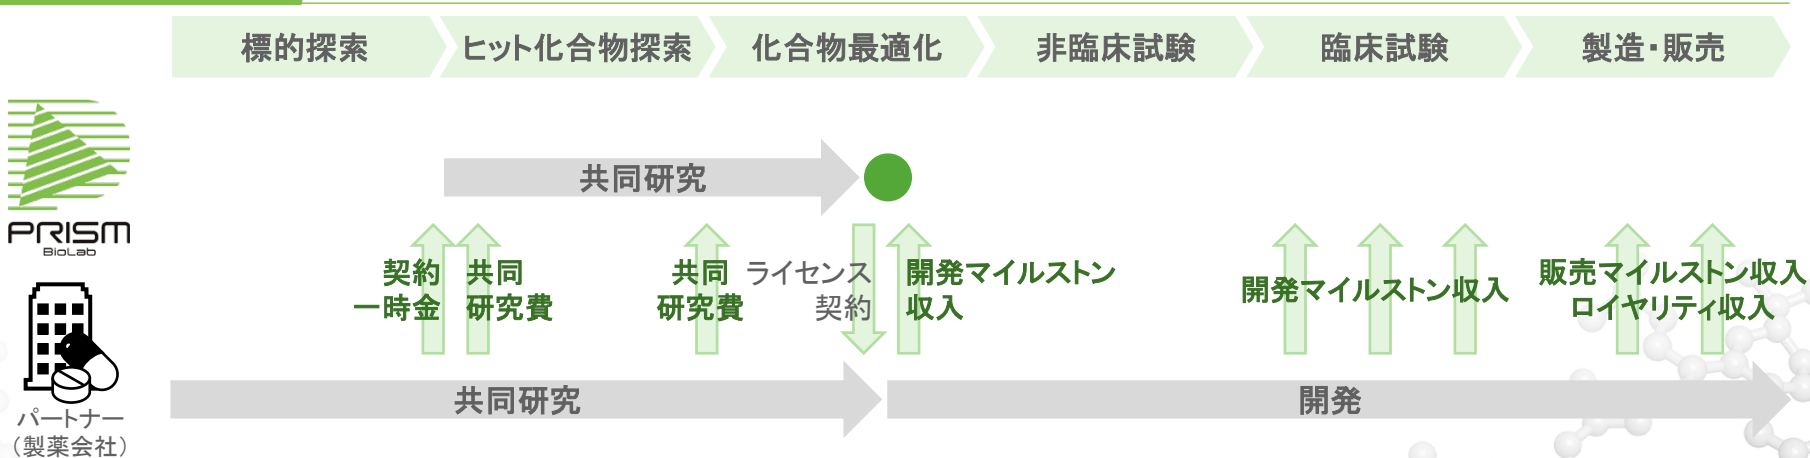 標的探索
ヒット化合物探索
化合物最適化
非臨床試験
臨床試験
製造・販売
PRISM
BioLab
共同研究
契約
一時金
共同
研究費
共同
研究費
ライセンス
契約
開発マイルストン
収入
開発マイルストン収入
販売マイルストン収入
ロイヤリティ収入
パートナー
（製薬会社）
共同研究
開発